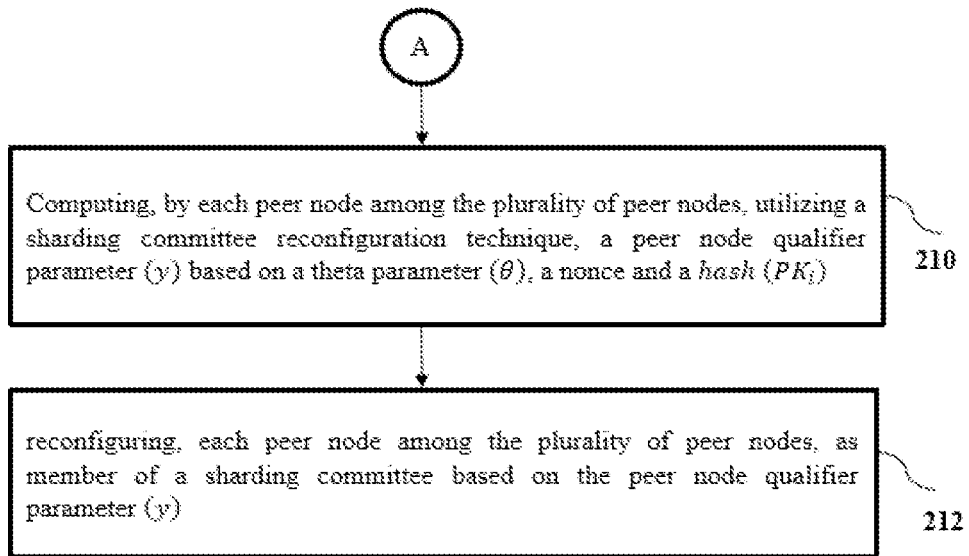 A
Computing, by each peer node among the plurality of peer nodes, utilizing a
sharding committee reconfiguration technique, a peer node qualifier
parameter (y) based on a theta parameter (θ), a nonce and a hash (PKᵢ)
210
reconfiguring, each peer node among the plurality of peer nodes, as
member of a sharding committee based on the peer node qualifier
parameter (y)
212